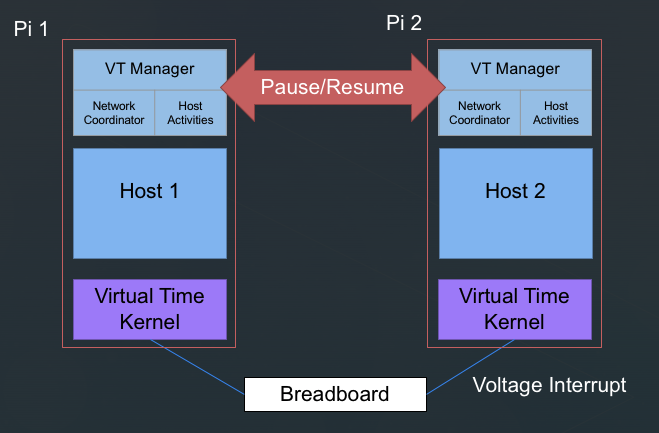 Pi 1
Pi 2
VT Manager
Network
Coordinator
Host
Activities
Pause/Resume
VT Manager
Network
Coordinator
Host
Activities
Host 1
Host 2
Virtual Time
Kernel
Virtual Time
Kernel
Breadboard
Voltage Interrupt